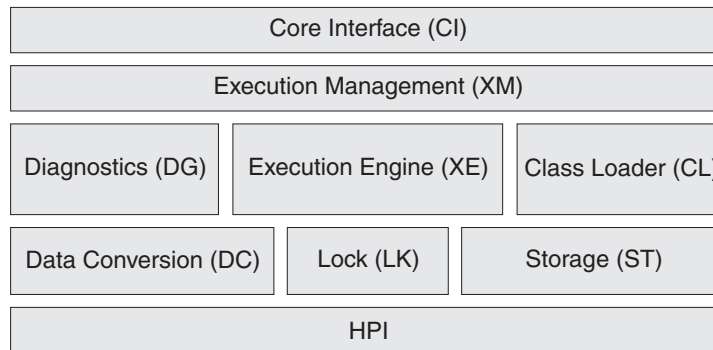 Core Interface (CI)
Execution Management (XM)
Diagnostics (DG) Execution Engine (XE) Class Loader (CL)
Data Conversion (DC) Lock (LK) Storage (ST)
HPI